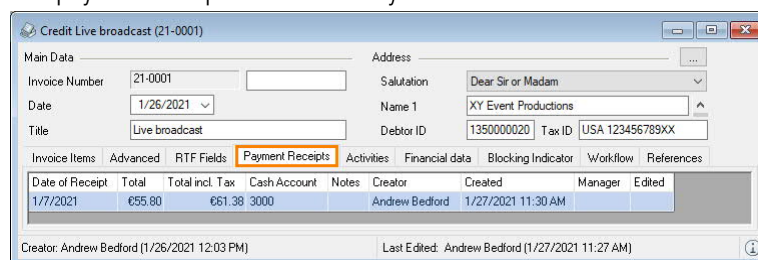 Credit Live broadcast (21-0001)
Main Data
Address
...
Invoice Number 21-0001
Salutation Dear Sir or Madam
Date 1/26/2021
Name 1 XY Event Productions
Title Live broadcast
Debtor ID 1350000020 Tax ID USA 123456789XX
Invoice Items Advanced RTF Fields Payment Receipts Activities Financial data Blocking Indicator Workflow References
Date of Receipt Total Total incl. Tax Cash Account Notes Creator Created Manager Edited
1/7/2021 €55.80 €61.38 3000 Andrew Bedford 1/27/2021 11:30 AM
Creator: Andrew Bedford (1/26/2021 12:03 PM) Last Edited: Andrew Bedford (1/27/2021 11:27 AM)